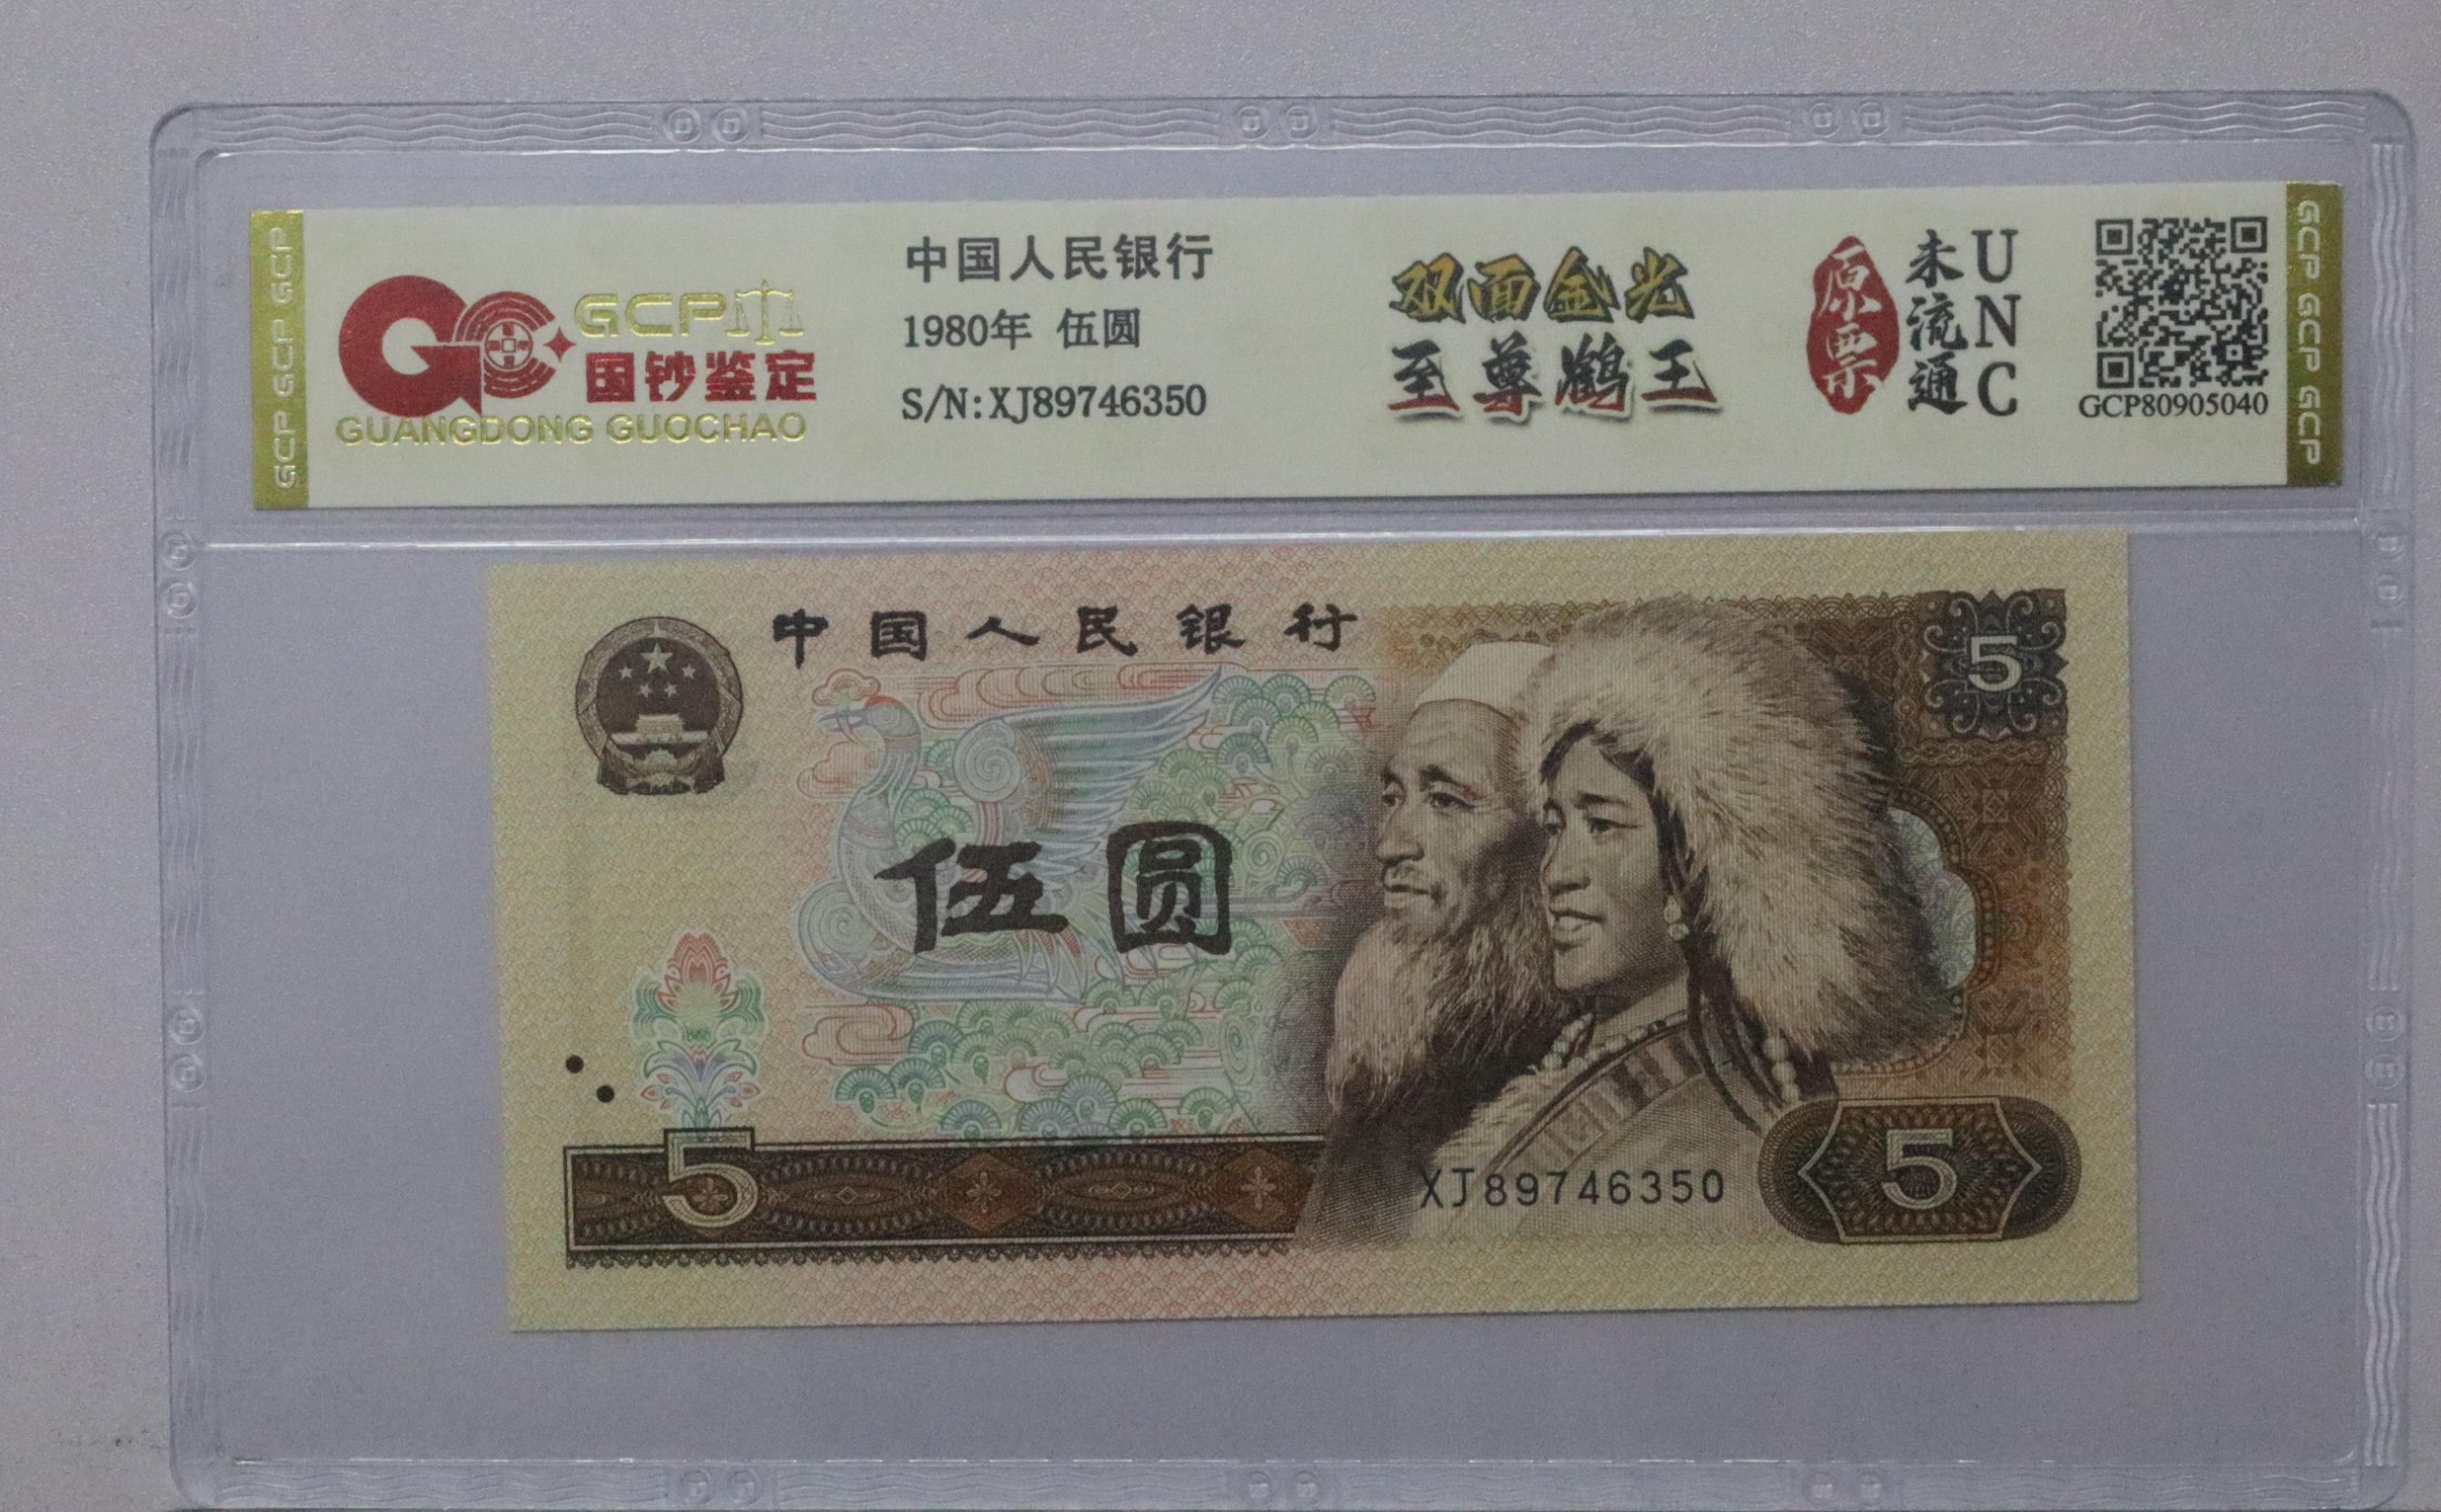 GCP GCP GCP
GCP
国钞鉴定
GUANGDONG GUOCHAO
中国人民银行
1980年 伍圆
S/N:XJ89746350
双面金光
至尊鹤王
原票
未流通
UNC
GCP80905040
GCP GCP GCP
中国人民银行
5
伍圆
5
XJ89746350
5